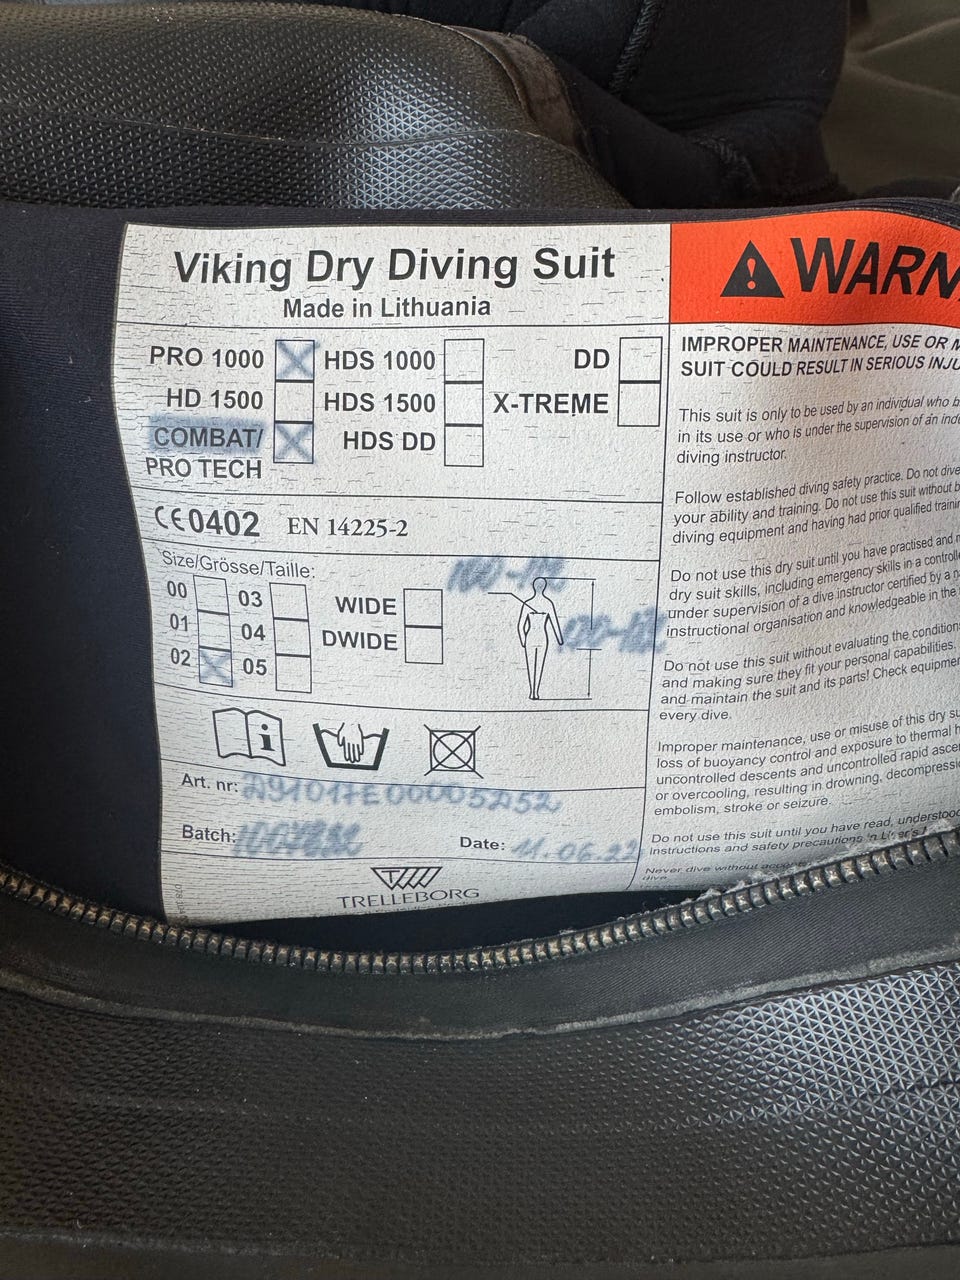 Viking Dry Diving Suit
Made in Lithuania
PRO 1000 HDS 1000 DD
HD 1500 HDS 1500 X-TREME
COMBAT/ HDS DD
PRO TECH
CE0402 EN 14225-2
Size/Grösse/Taille:
00 03 WIDE
01 04 DWIDE
02 05
Art. nr:
Batch:
Date: 11.06.22
TRELLEBORG
WARN
IMPROPER MAINTENANCE, USE OR
SUIT COULD RESULT IN SERIOUS INJU
This suit is only to be used by an individual who
in its use or who is under the supervision of an
diving instructor.
Follow established diving safety practice. Do not dive
your ability and training. Do not use this suit without
diving equipment and having had prior qualified
Do not use this dry suit until you have practised and
dry suit skills, including emergency skills in a
under supervision of a dive instructor certified by a
instructional organisation and knowledgeable in the
Do not use this suit without evaluating the
and making sure they fit your personal capabilities.
and maintain the suit and its parts! Check
every dive.
Improper maintenance, use or misuse of this dry
loss of buoyancy control and exposure to thermal
uncontrolled descents and uncontrolled rapid
or overcooling, resulting in drowning,
embolism, stroke or seizure.
Do not use this suit until you have read, understood
instructions and safety precautions in
Never dive without
dive.